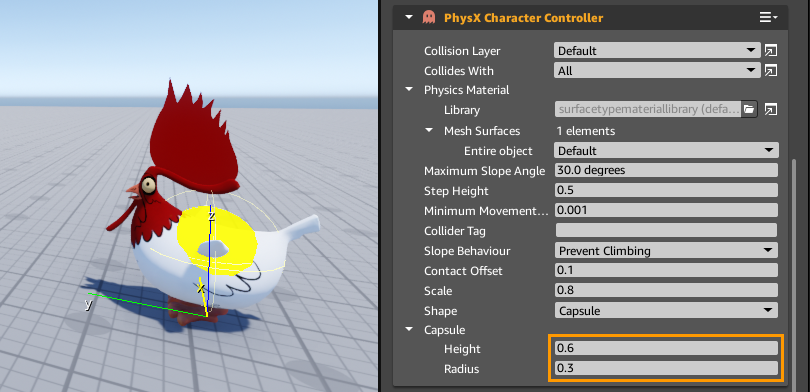 PhysX Character Controller
Collision Layer Default
Collides With All
Physics Material
Library surfacetypemateriallibrary (defa...
Mesh Surfaces 1 elements
Entire object Default
Maximum Slope Angle 30.0 degrees
Step Height 0.5
Minimum Movement... 0.001
Collider Tag
Slope Behaviour Prevent Climbing
Contact Offset 0.1
Scale 0.8
Shape Capsule
Capsule
Height 0.6
Radius 0.3
z
x
y